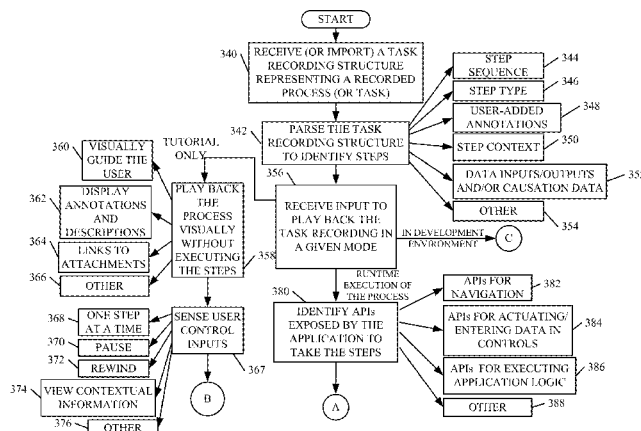 START
340
RECEIVE (OR IMPORT) A TASK
RECORDING STRUCTURE
REPRESENTING A RECORDED
PROCESS (OR TASK)
STEP
SEQUENCE
344
STEP TYPE
346
USER-ADDED
ANNOTATIONS
348
STEP CONTEXT
350
DATA INPUTS/OUTPUTS
AND/OR CAUSATION DATA
OTHER
354
342
PARSE THE TASK
RECORDING STRUCTURE
TO IDENTIFY STEPS
TUTORIAL
ONLY
356
RECEIVE INPUT TO
PLAY BACK THE
TASK RECORDING IN
A GIVEN MODE
IN DEVELOPMENT
ENVIRONMENT
C
360
VISUALLY
GUIDE THE
USER
362
DISPLAY
ANNOTATIONS
AND
DESCRIPTIONS
364
LINKS TO
ATTACHMENTS
366
OTHER
PLAY BACK
THE
PROCESS
VISUALLY
WITHOUT
EXECUTING
THE STEPS
358
368
ONE STEP
AT A TIME
370
PAUSE
372
REWIND
374
VIEW CONTEXTUAL
INFORMATION
376
OTHER
SENSE USER
CONTROL
INPUTS
367
B
RUNTIME
EXECUTION OF
THE PROCESS
380
IDENTIFY APIs
EXPOSED BY THE
APPLICATION TO
TAKE THE STEPS
A
APIs FOR
NAVIGATION
382
APIs FOR ACTUATING/
ENTERING DATA IN
CONTROLS
384
APIs FOR EXECUTING
APPLICATION LOGIC
386
OTHER
388